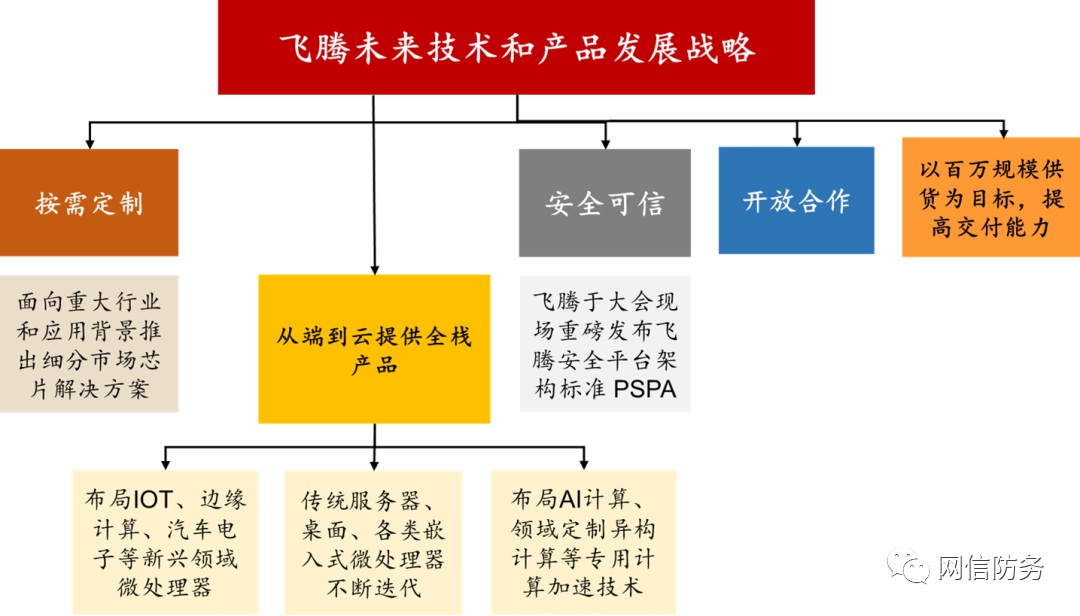 飞腾未来技术和产品发展战略
按需定制
面向重大行业
和应用背景推
出细分市场芯
片解决方案
从端到云提供全栈
产品
布局IOT、边缘
计算、汽车电
子等新兴领域
微处理器
传统服务器、
桌面、各类嵌
入式微处理器
不断迭代
布局AI计算、
领域定制异构
计算等专用计
算加速技术
安全可信
飞腾于大会现
场重磅发布飞
腾安全平台架
构标准 PSPA
开放合作
以百万规模供
货为目标，提
高交付能力
网信防务